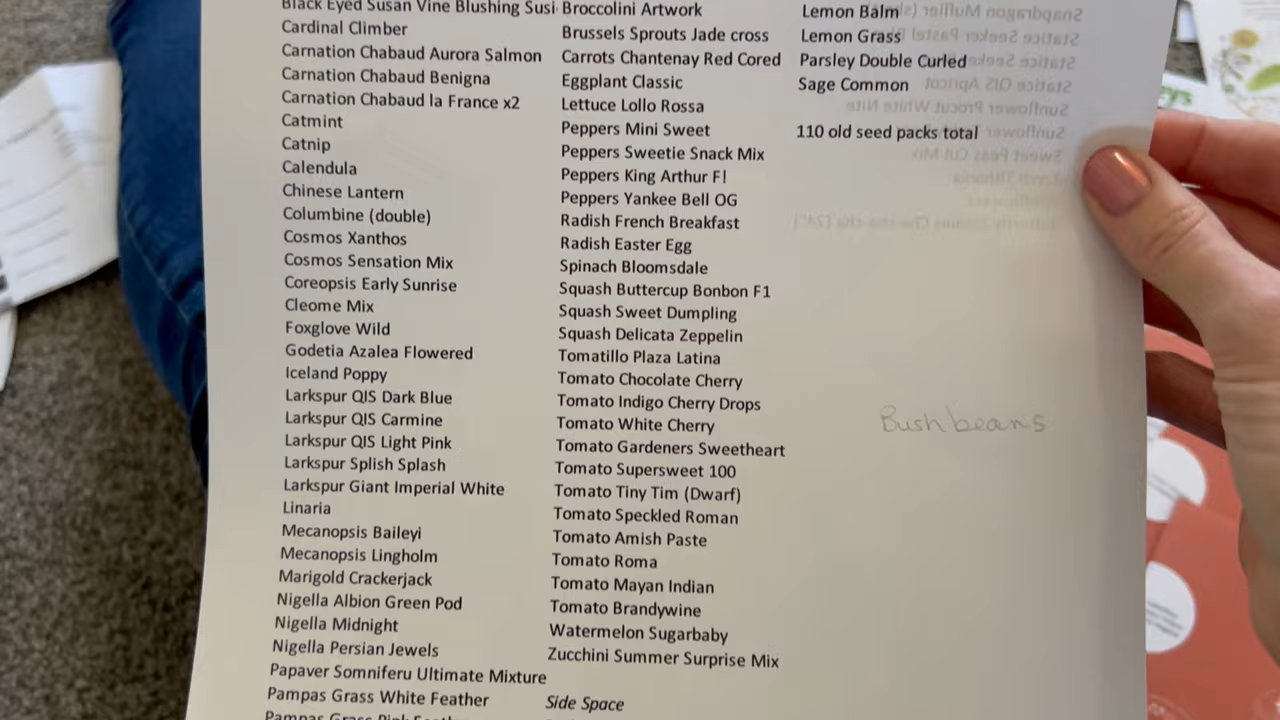 Black Eyed Susan Vine Blushing Susi
Cardinal Climber
Carnation Chabaud Aurora Salmon
Carnation Chabaud Benigna
Carnation Chabaud la France x2
Catmint
Catnip
Calendula
Chinese Lantern
Columbine (double)
Cosmos Xanthos
Cosmos Sensation Mix
Coreopsis Early Sunrise
Cleome Mix
Foxglove Wild
Godetia Azalea Flowered
Iceland Poppy
Larkspur QIS Dark Blue
Larkspur QIS Carmine
Larkspur QIS Light Pink
Larkspur Splish Splash
Larkspur Giant Imperial White
Linaria
Mecanopsis Baileyi
Mecanopsis Lingholm
Marigold Crackerjack
Nigella Albion Green Pod
Nigella Midnight
Nigella Persian Jewels
Papaver Somniferu Ultimate Mixture
Pampas Grass White Feather
Pampas Grass Pink
Broccolini Artwork
Brussels Sprouts Jade cross
Carrots Chantenay Red Cored
Eggplant Classic
Lettuce Lollo Rossa
Peppers Mini Sweet
Peppers Sweetie Snack Mix
Peppers King Arthur F!
Peppers Yankee Bell OG
Radish French Breakfast
Radish Easter Egg
Spinach Bloomsdale
Squash Buttercup Bonbon F1
Squash Sweet Dumpling
Squash Delicata Zeppelin
Tomatillo Plaza Latina
Tomato Chocolate Cherry
Tomato Indigo Cherry Drops
Tomato White Cherry
Tomato Gardeners Sweetheart
Tomato Supersweet 100
Tomato Tiny Tim (Dwarf)
Tomato Speckled Roman
Tomato Amish Paste
Tomato Roma
Tomato Mayan Indian
Tomato Brandywine
Watermelon Sugarbaby
Zucchini Summer Surprise Mix
Side Space
Lemon Balm
Lemon Grass
Parsley Double Curled
Sage Common
110 old seed packs total
Bush beans